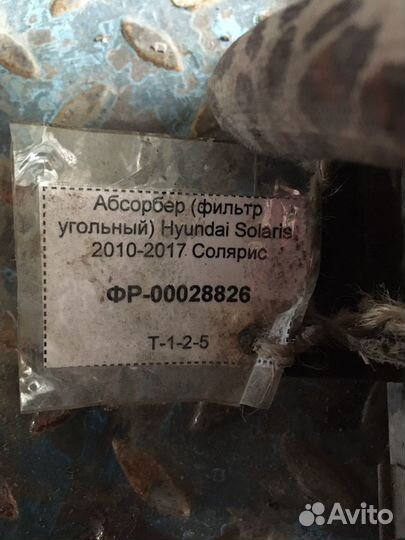 Абсорбер (фильтр
угольный) Hyundai Solaris
2010-2017 Солярис
ФР-00028826
Т-1-2-5
Avito